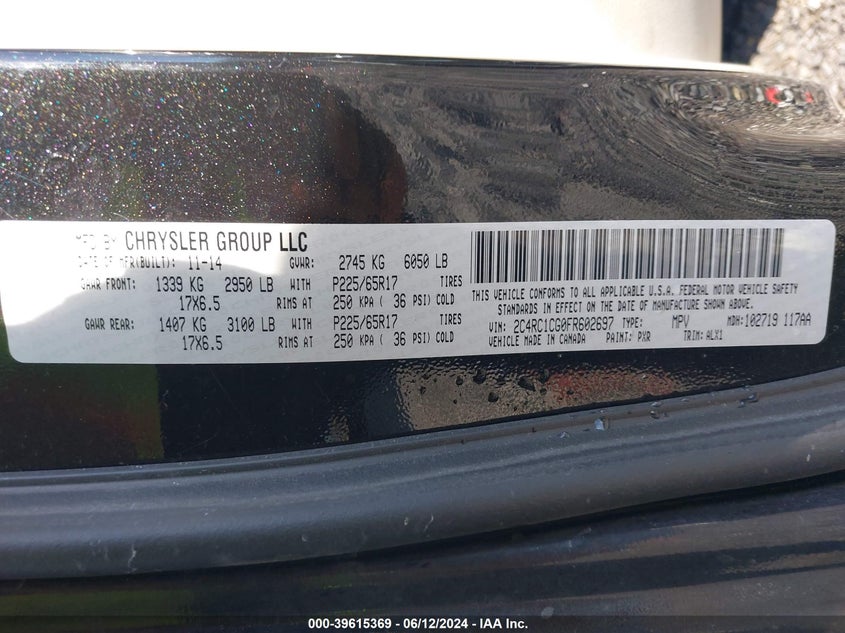 MFD BY CHRYSLER GROUP LLC
DATE OF MFR(BUILT): 11-14 GVWR: 2745 KG 6050 LB
GAWR FRONT: 1339 KG 2950 LB WITH P225/65R17 TIRES
17X6.5 RIMS AT 250 KPA ( 36 PSI) COLD
GAWR REAR: 1407 KG 3100 LB WITH P225/65R17 TIRES
17X6.5 RIMS AT 250 KPA ( 36 PSI) COLD
THIS VEHICLE CONFORMS TO ALL APPLICABLE U.S.A. FEDERAL MOTOR VEHICLE SAFETY
STANDARDS IN EFFECT ON THE DATE OF MANUFACTURE SHOWN ABOVE.
VIN: 2C4RC1CG0FR602697 TYPE: MPV MDH: 102719 117AA
VEHICLE MADE IN CANADA PAINT: PXR TRIM: ALX1
000-39615369 - 06/12/2024 - IAA Inc.